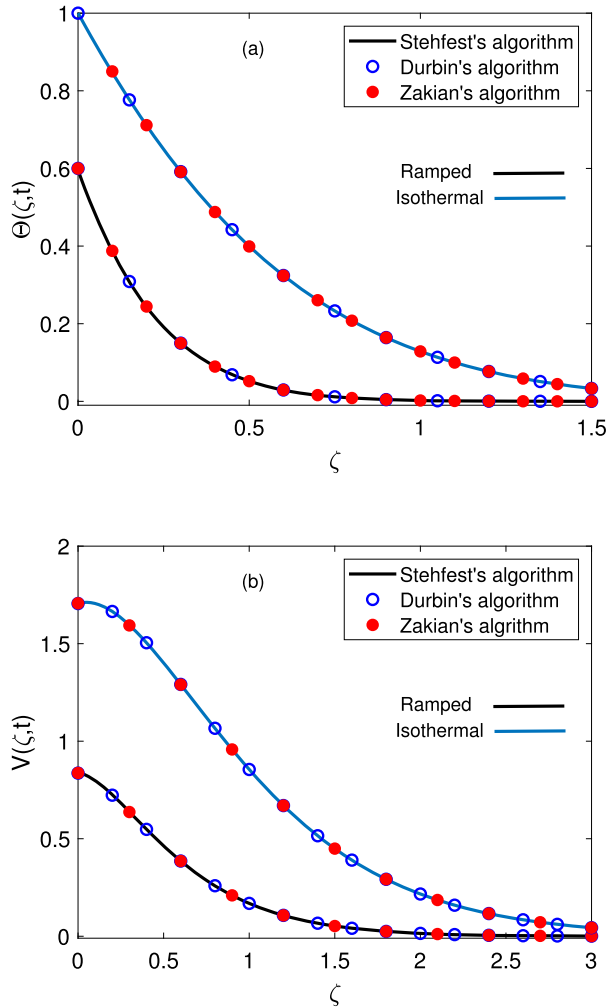 1
(a)
Stehfest's algorithm
Durbin's algorithm
Zakian's algorithm
0.8
0.6
Ramped
Isothermal
Θ(ζ,t)
0.4
0.2
0
0 0.5 1 1.5
ζ
2
(b)
Stehfest's algorithm
Durbin's algorithm
Zakian's algrithm
1.5
Ramped
Isothermal
V(ζ,t)
1
0.5
0
0 0.5 1 1.5 2 2.5 3
ζ